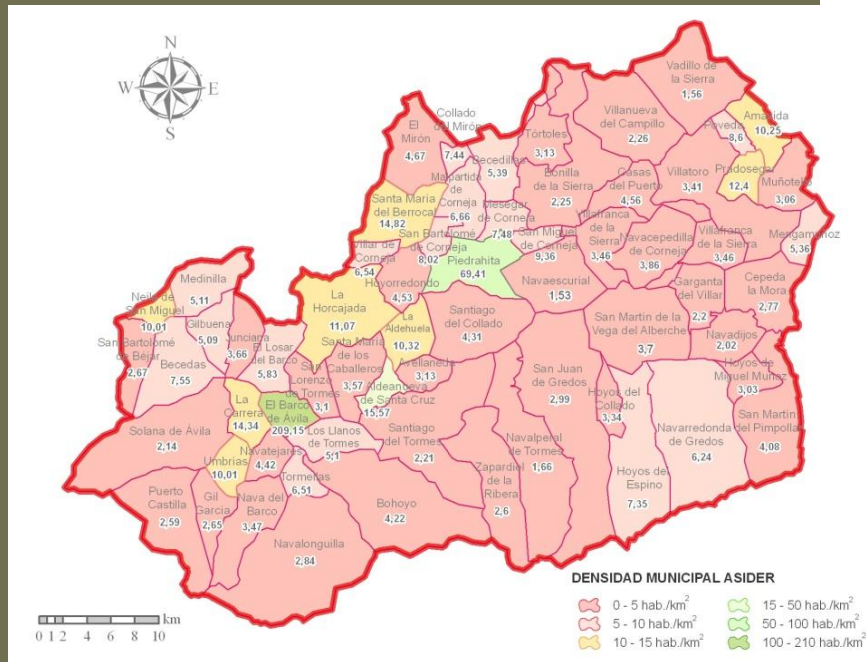 N
W
E
S
Vadillo de
la Sierra
1,56
Collado
del Mirón
7,44
El
Mirón
4,67
Tórtoles
3,13
Villanueva
del Campillo
2,26
Poveda
8,6
Amavida
10,25
Becedillas
5,39
Malpartida
de
Corneja
6,66
Bonilla
de la Sierra
2,25
Casas
del Puerto
4,56
Villatoro
3,41
Pradosegar
12,4
Muñotello
3,06
Santa María
del Berroca
14,82
Mesegar
de Corneja
7,48
San Bartolomé
de Corneja
8,02
San Miguel
de Corneja
9,36
Villafranca
de la
Sierra
3,46
Navacepedilla
de Corneja
3,86
Villafranca
de la Sierra
3,46
Mengamuñoz
5,36
Villar de
Corneja
6,54
Piedrahita
69,41
Hoyorredondo
4,53
Navaescurial
1,53
Garganta
del Villar
2,2
Cepeda
la Mora
2,77
Medinilla
5,11
Neila de
San Miguel
10,01
La
Horcajada
11,07
La
Aldehuela
10,32
Santiago
del Collado
4,31
San Martin de la
Vega del Alberche
3,7
Navadijos
2,02
Gilbuena
5,09
San Bartolomé
de Béjar
2,67
Junciana
3,66
El Losar
del Barco
5,83
Santa María
de los
Caballeros
3,57
Avellaneda
3,13
San Juan
de Gredos
2,99
Hoyos de
Miguel Muñoz
3,03
Becedas
7,55
San
Lorenzo
de Tormes
3,1
Aldeanueva
de Santa Cruz
15,57
Hoyos
del
Collado
3,34
La
Carrera
14,34
El Barco
de Ávila
209,15
Los Llanos
de Tormes
5,1
Santiago
del Tormes
2,21
Navalperal
de Tormes
1,66
Navarredonda
de Gredos
6,24
San Martin
del Pimpollar
4,08
Solana de Ávila
2,14
Umbrías
10,01
Navatejares
4,42
Tormellas
6,51
Zapardiel
de la
Ribera
2,6
Hoyos del
Espino
7,35
Puerto
Castilla
2,59
Gil
García
2,65
Nava del
Barco
3,47
Bohoyo
4,22
Navalonguilla
2,84
DENSIDAD MUNICIPAL ASIDER
0 - 5 hab./km²
5 - 10 hab./km²
10 - 15 hab./km²
15 - 50 hab./km²
50 - 100 hab./km²
100 - 210 hab./km²
km
0 1 2 4 6 8 10